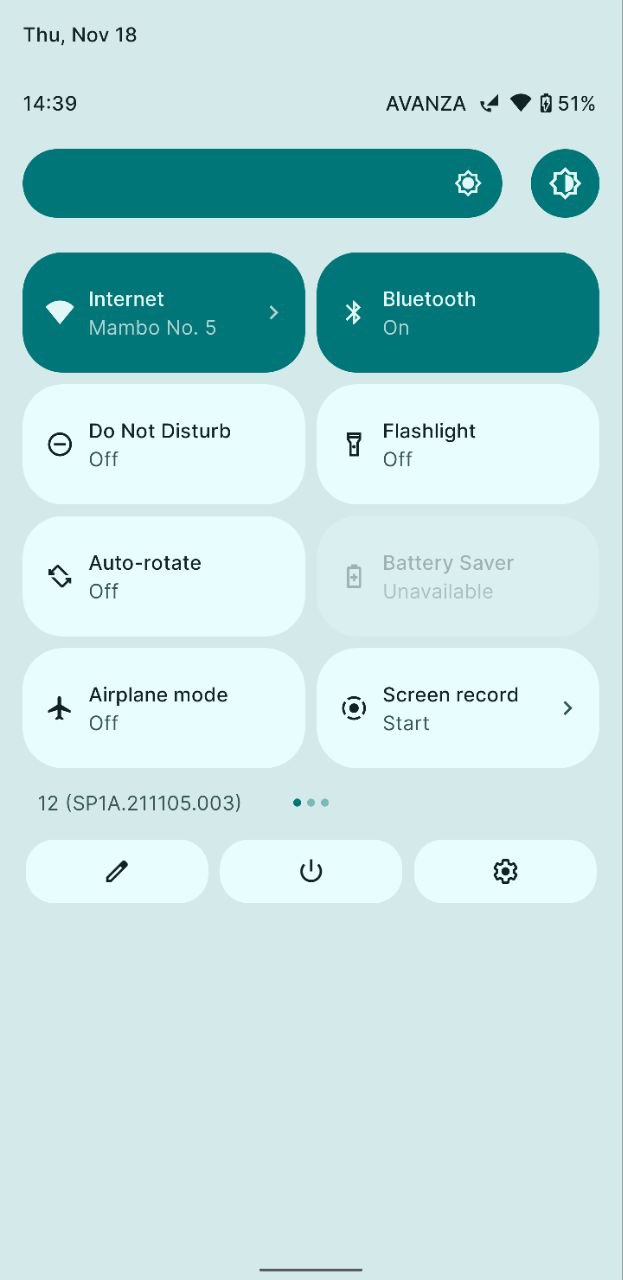 Thu, Nov 18
14:39 AVANZA 51%
Internet
Mambo No. 5
Bluetooth
On
Do Not Disturb
Off
Flashlight
Off
Auto-rotate
Off
Battery Saver
Unavailable
Airplane mode
Off
Screen record
Start
12 (SP1A.211105.003)